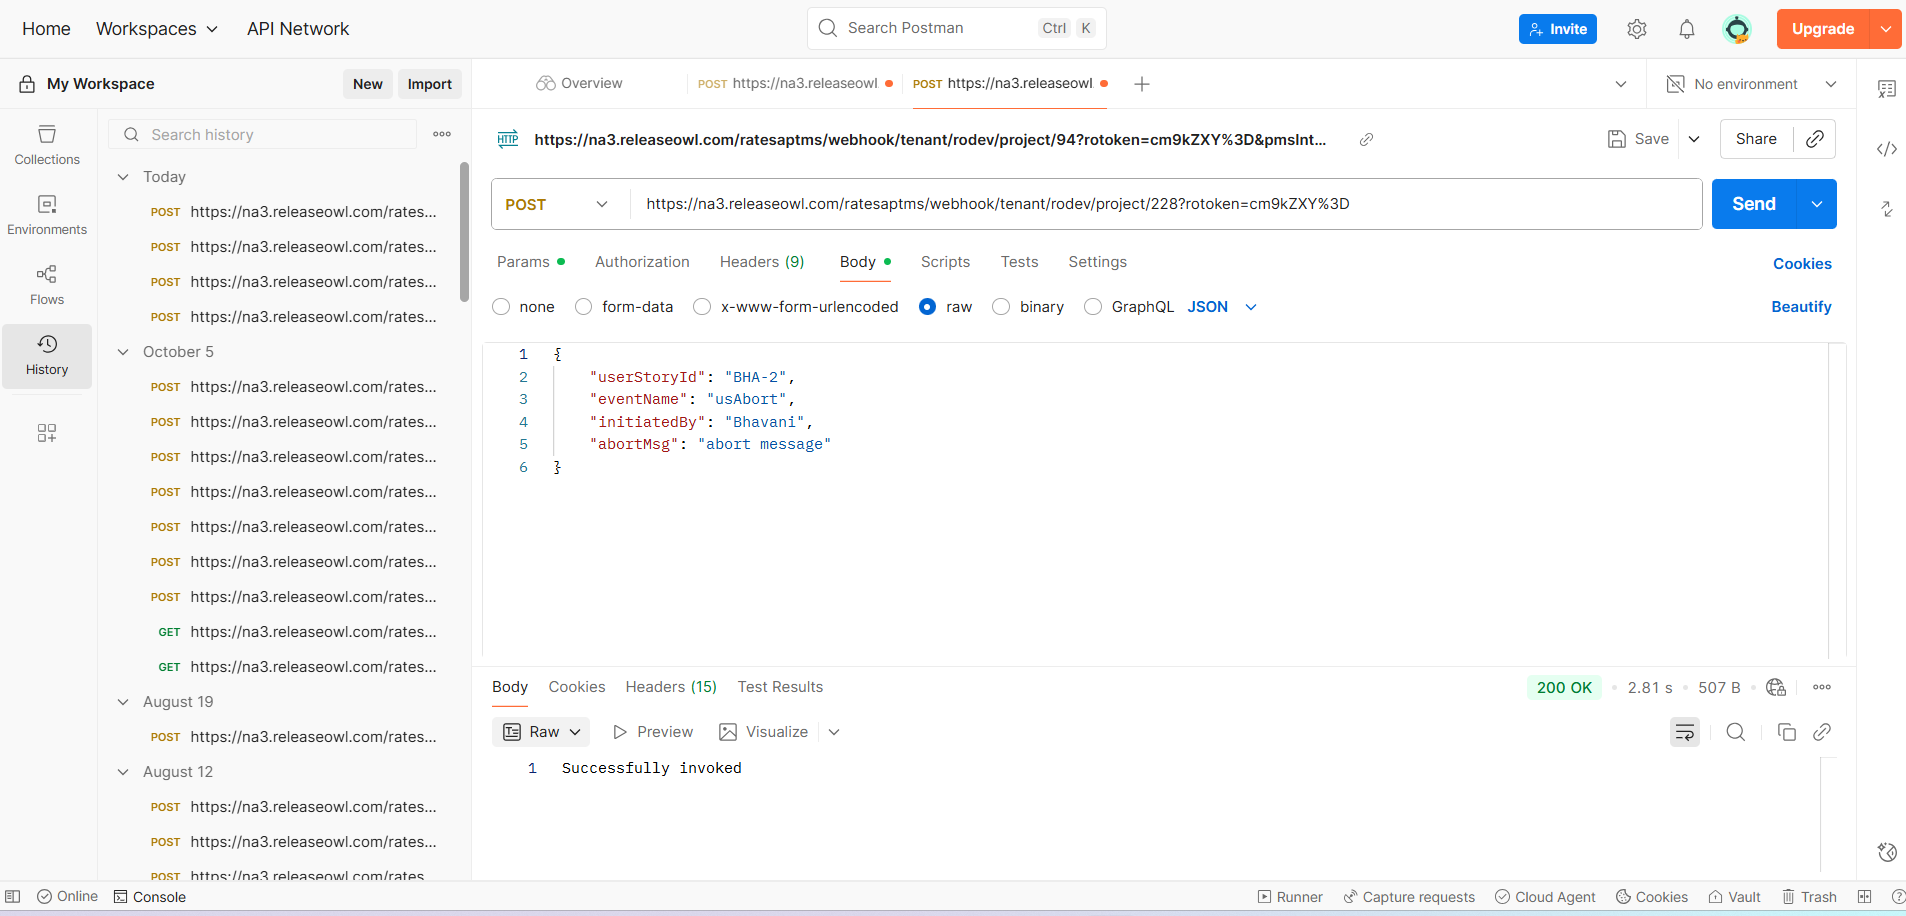 Home Workspaces API Network Search Postman Ctrl K Invite Upgrade
My Workspace New Import
Overview POST https://na3.releaseowl. POST https://na3.releaseowl. No environment
Collections
Environments
Flows
History
Search history
Today
POST https://na3.releaseowl.com/rates...
POST https://na3.releaseowl.com/rates...
POST https://na3.releaseowl.com/rates...
POST https://na3.releaseowl.com/rates...
October 5
POST https://na3.releaseowl.com/rates...
POST https://na3.releaseowl.com/rates...
POST https://na3.releaseowl.com/rates...
POST https://na3.releaseowl.com/rates...
POST https://na3.releaseowl.com/rates...
POST https://na3.releaseowl.com/rates...
POST https://na3.releaseowl.com/rates...
GET https://na3.releaseowl.com/rates...
GET https://na3.releaseowl.com/rates...
August 19
POST https://na3.releaseowl.com/rates...
August 12
POST https://na3.releaseowl.com/rates...
POST https://na3.releaseowl.com/rates...
POST https://na3.releaseowl.com/rates
HTTP https://na3.releaseowl.com/ratesaptms/webhook/tenant/rodev/project/94?rotoken=cm9kZXY%3D&pmsInt... Save Share
POST https://na3.releaseowl.com/ratesaptms/webhook/tenant/rodev/project/228?rotoken=cm9kZXY%3D Send
Params Authorization Headers (9) Body Scripts Tests Settings Cookies
none form-data x-www-form-urlencoded raw binary GraphQL JSON Beautify
1 {
2 "userStoryId": "BHA-2",
3 "eventName": "usAbort",
4 "initiatedBy": "Bhavani",
5 "abortMsg": "abort message"
6 }
Body Cookies Headers (15) Test Results 200 OK 2.81 s 507 B
Raw Preview Visualize
1 Successfully invoked
Online Console Runner Capture requests Cloud Agent Cookies Vault Trash